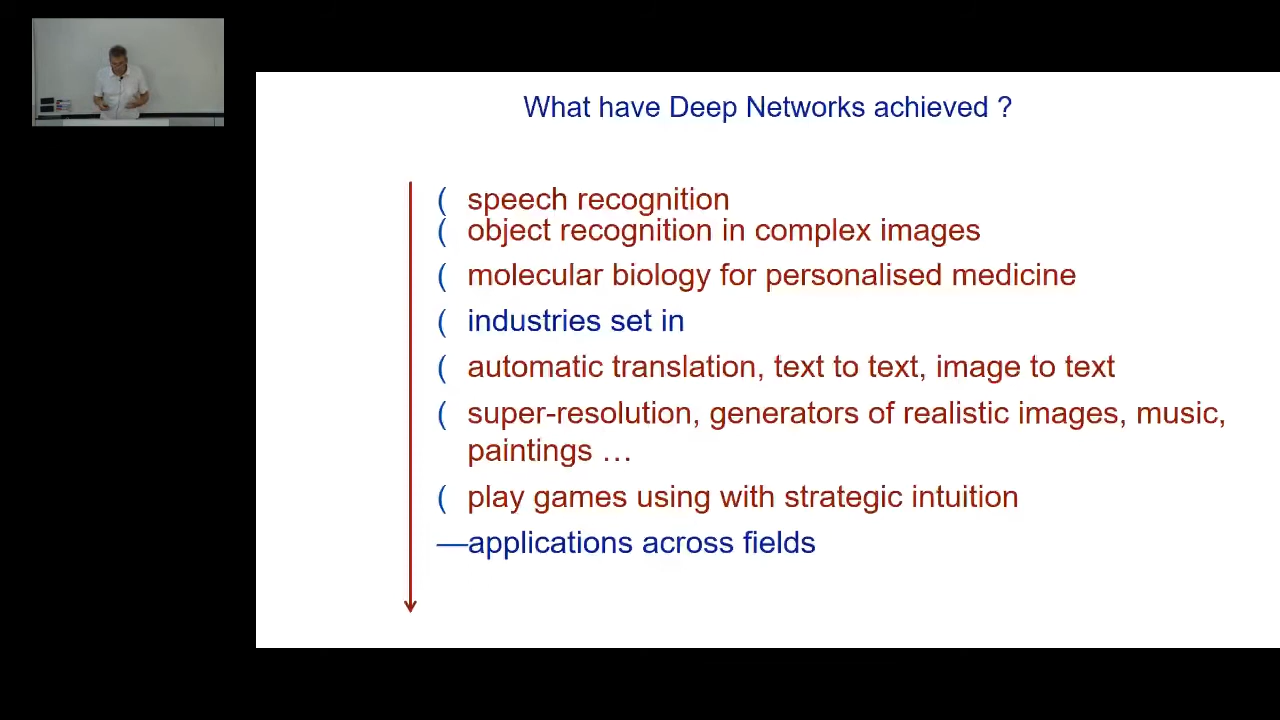 What have Deep Networks achieved ?
( speech recognition
( object recognition in complex images
( molecular biology for personalised medicine
( industries set in
( automatic translation, text to text, image to text
( super-resolution, generators of realistic images, music,
paintings …
( play games using with strategic intuition
—applications across fields